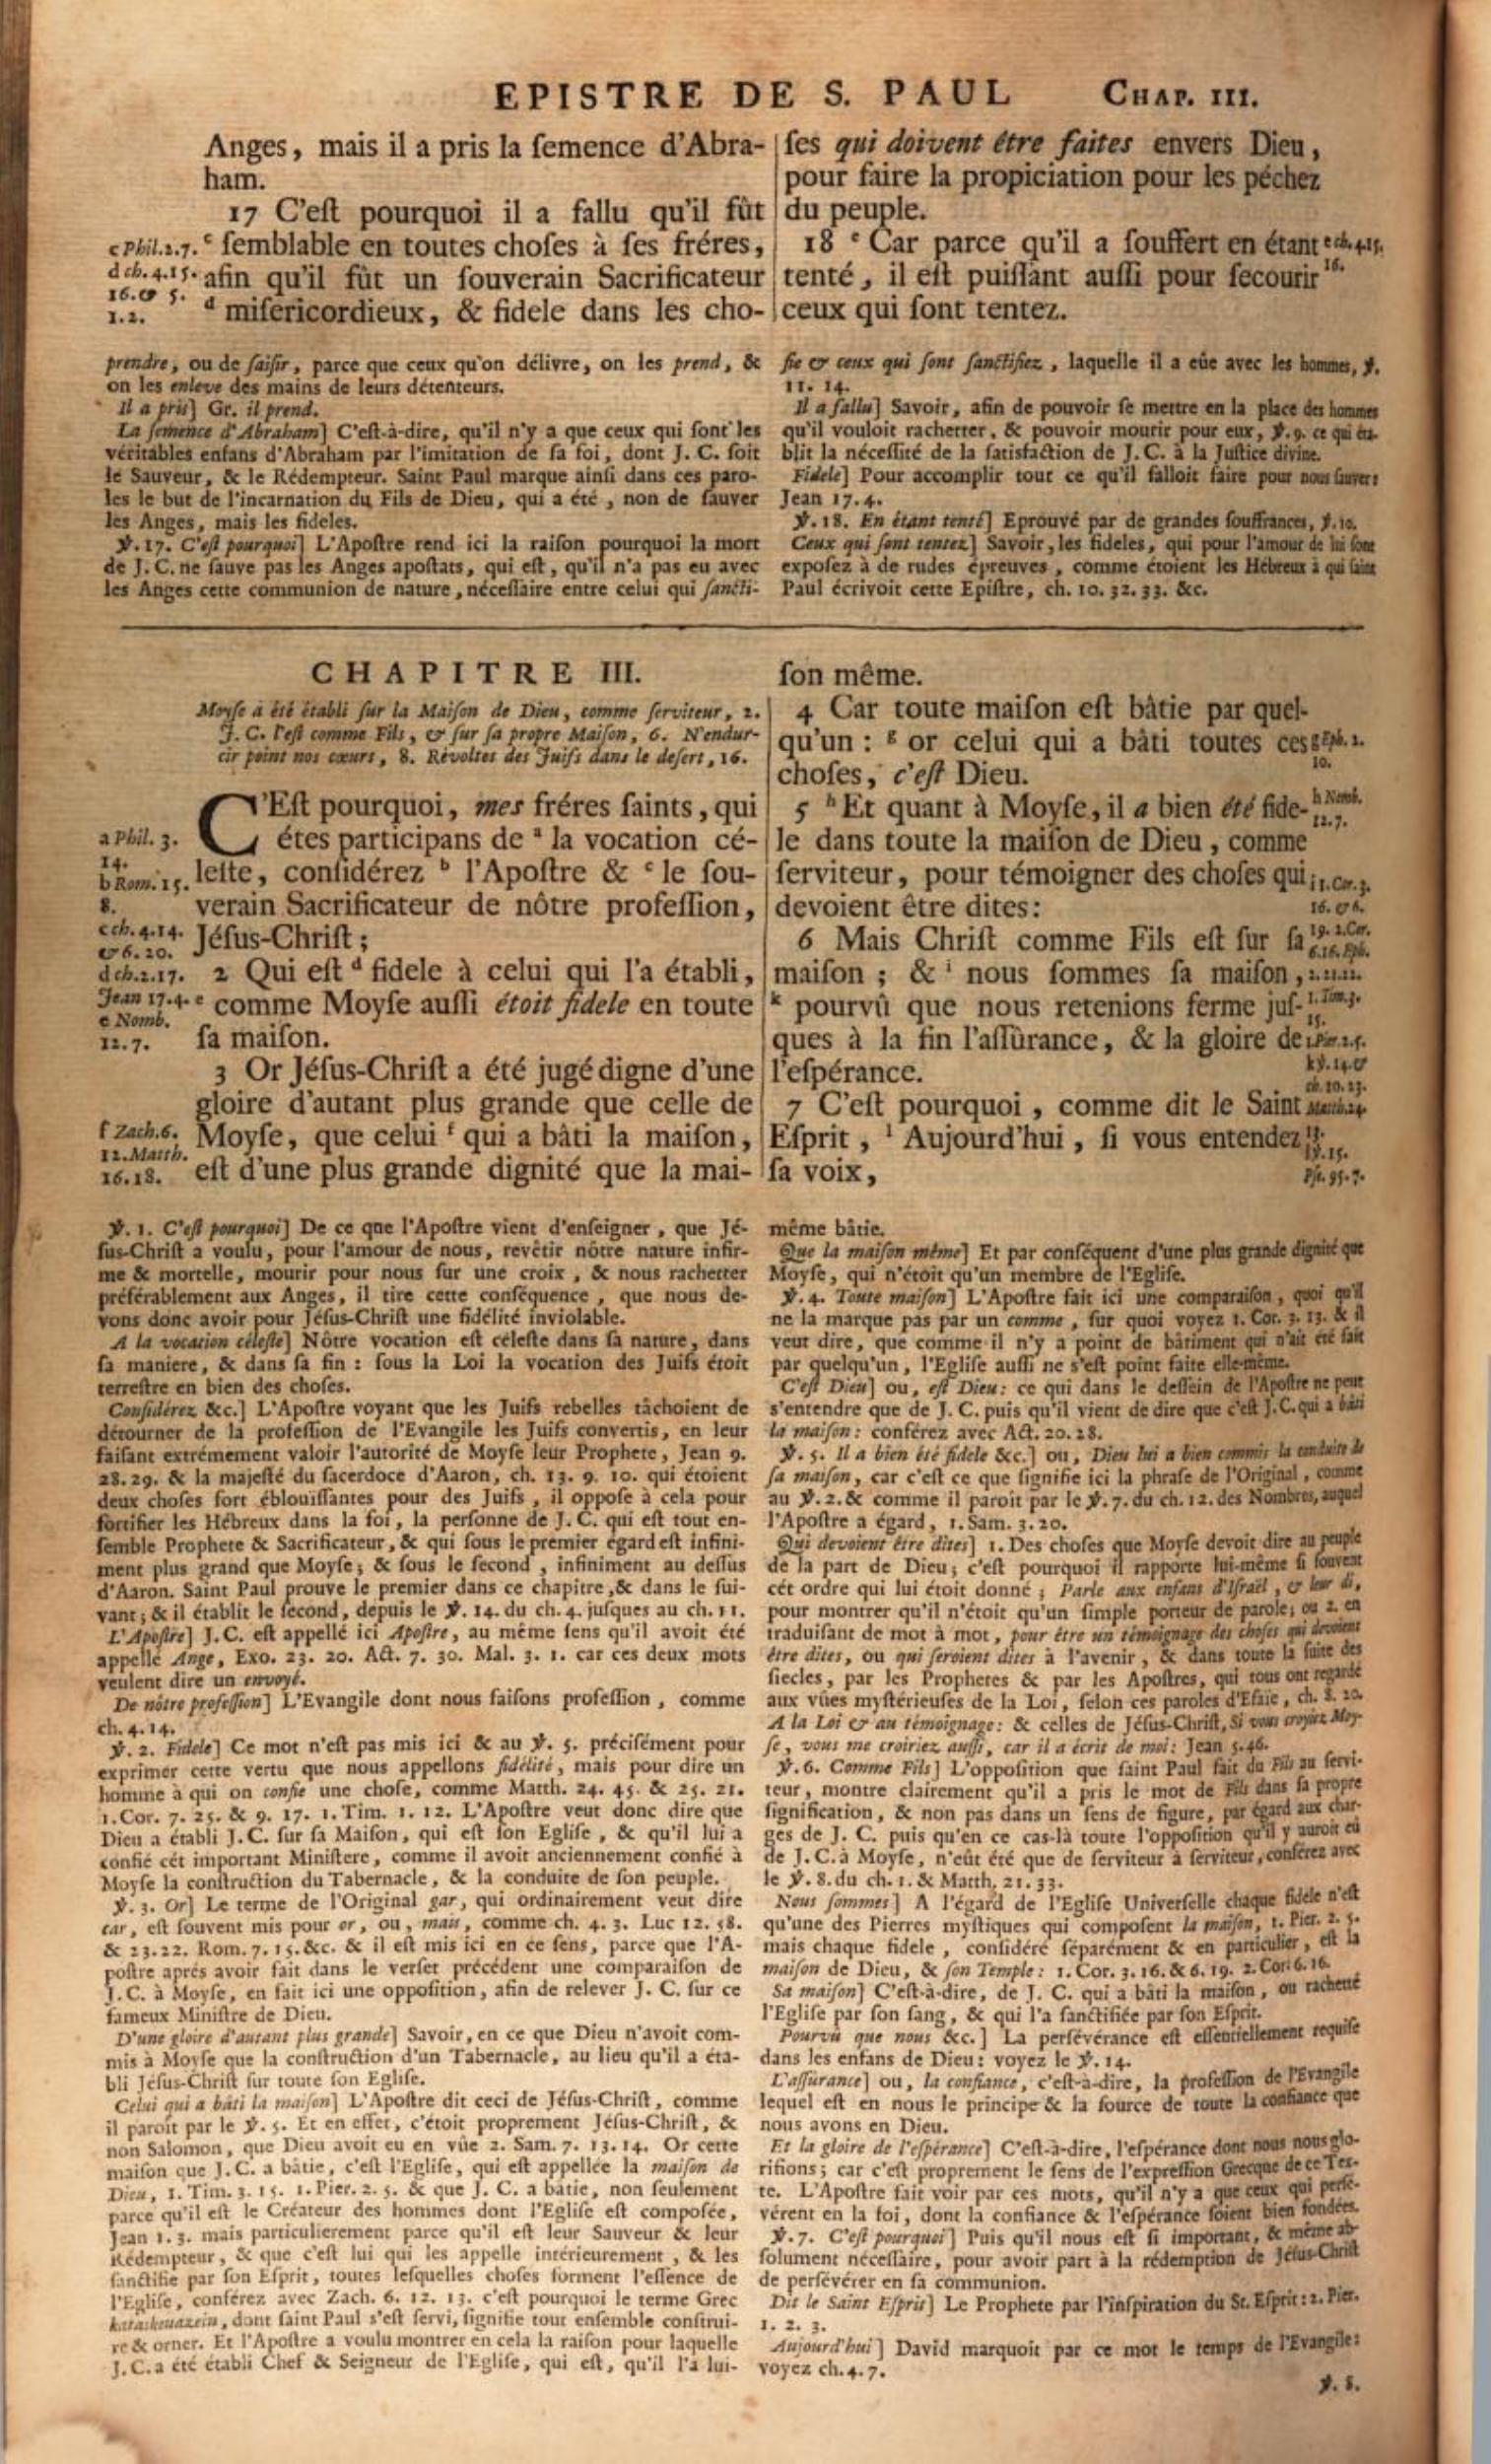 EPISTRE DE S. PAUL CHAP. III.
Anges, mais il a pris la ſemence d'Abra-
ham.
17 C'eſt pourquoi il a fallu qu'il fût
c Phil. 2. 7. ᶜ ſemblable en toutes choſes à ſes fréres,
d ch. 4. 15. afin qu'il fût un ſouverain Sacrificateur
16. & 5.
1. 2. ᵈ miſericordieux, & fidele dans les cho-
ſes qui doivent être faites envers Dieu,
pour faire la propiciation pour les péchez
du peuple.
18 ᵉ Car parce qu'il a ſouffert en étant e ch. 4. 15.
tenté, il eſt puiſſant auſſi pour ſecourir 16.
ceux qui ſont tentez.
prendre, ou de ſaiſir, parce que ceux qu'on délivre, on les prend, &
on les enleve des mains de leurs détenteurs.
Il a pris] Gr. il prend.
La ſemence d'Abraham] C'eſt-à-dire, qu'il n'y a que ceux qui ſont les
véritables enfans d'Abraham par l'imitation de ſa foi, dont J. C. ſoit
le Sauveur, & le Rédempteur. Saint Paul marque ainſi dans ces paro-
les le but de l'incarnation du Fils de Dieu, qui a été, non de ſauver
les Anges, mais les fideles.
℣. 17. C'eſt pourquoi] L'Apoſtre rend ici la raiſon pourquoi la mort
de J. C. ne ſauve pas les Anges apoſtats, qui eſt, qu'il n'a pas eu avec
les Anges cette communion de nature, néceſſaire entre celui qui ſancti-
fie & ceux qui ſont ſanctifiez, laquelle il a eûe avec les hommes, ℣.
11. 14.
Il a fallu] Savoir, afin de pouvoir ſe mettre en la place des hommes
qu'il vouloit rachetter, & pouvoir mourir pour eux, ℣. 9. ce qui éta-
blit la néceſſité de la ſatisfaction de J. C. à la Juſtice divine.
Fidele] Pour accomplir tout ce qu'il falloit faire pour nous ſauver:
Jean 17. 4.
℣. 18. En étant tenté] Eprouvé par de grandes ſouffrances, ℣. 10.
Ceux qui ſont tentez] Savoir, les fideles, qui pour l'amour de lui ſont
expoſez à de rudes épreuves, comme étoient les Hébreux à qui ſaint
Paul écrivoit cette Epiſtre, ch. 10. 32. 33. &c.
CHAPITRE III.
Moyſe a été établi ſur la Maiſon de Dieu, comme ſerviteur, 2.
J. C. l'eſt comme Fils, & ſur ſa propre Maiſon, 6. N'endur-
cir point nos cœurs, 8. Révoltes des Juifs dans le deſert, 16.
C'Eſt pourquoi, mes fréres ſaints, qui
a Phil. 3. étes participans de ᵃ la vocation cé-
14.
b Rom. 15. leſte, conſidérez ᵇ l'Apoſtre & ᶜ le ſou-
8. verain Sacrificateur de nôtre profeſſion,
c ch. 4. 14. Jéſus-Chriſt;
& 6. 20.
d ch. 2. 17. 2 Qui eſt ᵈ fidele à celui qui l'a établi,
Jean 17. 4. ᵉ comme Moyſe auſſi étoit fidele en toute
e Nomb.
12. 7. ſa maiſon.
3 Or Jéſus-Chriſt a été jugé digne d'une
gloire d'autant plus grande que celle de
f Zach. 6. Moyſe, que celui ᶠ qui a bâti la maiſon,
12. Matth.
16. 18. eſt d'une plus grande dignité que la mai-
ſon même.
4 Car toute maiſon eſt bâtie par quel-
qu'un: ᵍ or celui qui a bâti toutes ces g Eph. 2.
10.
choſes, c'eſt Dieu.
5 ʰ Et quant à Moyſe, il a bien été fide- h Nomb.
12. 7.
le dans toute la maiſon de Dieu, comme
ſerviteur, pour témoigner des choſes qui i 1. Cor. 3.
devoient être dites: 16. & 6.
6 Mais Chriſt comme Fils eſt ſur ſa 19. 2. Cor.
6. 16. Eph.
maiſon; & ⁱ nous ſommes ſa maiſon, 2. 21. 22.
ᵏ pourvû que nous retenions ferme juſ- 1. Tim. 3.
15.
ques à la fin l'aſſûrance, & la gloire de 1. Pier. 2. 5.
l'eſpérance. k ℣. 14. &
ch. 10. 23.
7 C'eſt pourquoi, comme dit le Saint Matth. 24.
Eſprit, ˡ Aujourd'hui, ſi vous entendez 13.
l ℣. 15.
ſa voix, Pſe. 95. 7.
℣. 1. C'eſt pourquoi] De ce que l'Apoſtre vient d'enſeigner, que Jé-
ſus-Chriſt a voulu, pour l'amour de nous, revêtir nôtre nature infir-
me & mortelle, mourir pour nous ſur une croix, & nous rachetter
préférablement aux Anges, il tire cette conſéquence, que nous de-
vons donc avoir pour Jéſus-Chriſt une fidélité inviolable.
A la vocation céleſte] Nôtre vocation eſt céleſte dans ſa nature, dans
ſa maniere, & dans ſa fin: ſous la Loi la vocation des Juifs étoit
terreſtre en bien des choſes.
Conſidérez &c.] L'Apoſtre voyant que les Juifs rebelles tâchoient de
détourner de la profeſſion de l'Evangile les Juifs convertis, en leur
faiſant extrémement valoir l'autorité de Moyſe leur Prophete, Jean 9.
28. 29. & la majeſté du ſacerdoce d'Aaron, ch. 13. 9. 10. qui étoient
deux choſes fort éblouïſſantes pour des Juifs, il oppoſe à cela pour
fortifier les Hébreux dans la foi, la perſonne de J. C. qui eſt tout en-
ſemble Prophete & Sacrificateur, & qui ſous le premier égard eſt infini-
ment plus grand que Moyſe; & ſous le ſecond, infiniment au deſſus
d'Aaron. Saint Paul prouve le premier dans ce chapitre, & dans le ſui-
vant; & il établit le ſecond, depuis le ℣. 14. du ch. 4. juſques au ch. 11.
L'Apoſtre] J. C. eſt appellé ici Apoſtre, au même ſens qu'il avoit été
appellé Ange, Exo. 23. 20. Act. 7. 30. Mal. 3. 1. car ces deux mots
veulent dire un envoyé.
De nôtre profeſſion] L'Evangile dont nous faiſons profeſſion, comme
ch. 4. 14.
℣. 2. Fidele] Ce mot n'eſt pas mis ici & au ℣. 5. préciſément pour
exprimer cette vertu que nous appellons fidélité, mais pour dire un
homme à qui on confie une choſe, comme Matth. 24. 45. & 25. 21.
1. Cor. 7. 25. & 9. 17. 1. Tim. 1. 12. L'Apoſtre veut donc dire que
Dieu a établi J. C. ſur ſa Maiſon, qui eſt ſon Egliſe, & qu'il lui a
confié cét important Miniſtere, comme il avoit anciennement confié à
Moyſe la conſtruction du Tabernacle, & la conduite de ſon peuple.
℣. 3. Or] Le terme de l'Original gar, qui ordinairement veut dire
car, eſt ſouvent mis pour or, ou, mais, comme ch. 4. 3. Luc 12. 58.
& 23. 22. Rom. 7. 15. &c. & il eſt mis ici en ce ſens, parce que l'A-
poſtre aprés avoir fait dans le verſet précédent une comparaiſon de
J. C. à Moyſe, en fait ici une oppoſition, afin de relever J. C. ſur ce
fameux Miniſtre de Dieu.
D'une gloire d'autant plus grande] Savoir, en ce que Dieu n'avoit com-
mis à Moyſe que la conſtruction d'un Tabernacle, au lieu qu'il a éta-
bli Jéſus-Chriſt ſur toute ſon Egliſe.
Celui qui a bâti la maiſon] L'Apoſtre dit ceci de Jéſus-Chriſt, comme
il paroît par le ℣. 5. Et en effet, c'étoit proprement Jéſus-Chriſt, &
non Salomon, que Dieu avoit eu en vûe 2. Sam. 7. 13. 14. Or cette
maiſon que J. C. a bâtie, c'eſt l'Egliſe, qui eſt appellée la maiſon de
Dieu, 1. Tim. 3. 15. 1. Pier. 2. 5. & que J. C. a bâtie, non ſeulement
parce qu'il eſt le Créateur des hommes dont l'Egliſe eſt compoſée,
Jean 1. 3. mais particulierement parce qu'il eſt leur Sauveur & leur
Rédempteur, & que c'eſt lui qui les appelle intérieurement, & les
ſanctifie par ſon Eſprit, toutes leſquelles choſes forment l'eſſence de
l'Egliſe, conférez avec Zach. 6. 12. 13. c'eſt pourquoi le terme Grec
kataskeuazein, dont ſaint Paul s'eſt ſervi, ſignifie tout enſemble conſtrui-
re & orner. Et l'Apoſtre a voulu montrer en cela la raiſon pour laquelle
J. C. a été établi Chef & Seigneur de l'Egliſe, qui eſt, qu'il l'a lui-
même bâtie.
Que la maiſon même] Et par conſéquent d'une plus grande dignité que
Moyſe, qui n'étoit qu'un membre de l'Egliſe.
℣. 4. Toute maiſon] L'Apoſtre fait ici une comparaiſon, quoi qu'il
ne la marque pas par un comme, ſur quoi voyez 1. Cor. 3. 13. & il
veut dire, que comme il n'y a point de bâtiment qui n'ait été fait
par quelqu'un, l'Egliſe auſſi ne s'eſt point faite elle-même.
C'eſt Dieu] ou, eſt Dieu: ce qui dans le deſſein de l'Apoſtre ne peut
s'entendre que de J. C. puis qu'il vient de dire que c'eſt J. C. qui a bâti
la maiſon: conférez avec Act. 20. 28.
℣. 5. Il a bien été fidele &c.] ou, Dieu lui a bien commis la conduite de
ſa maiſon, car c'eſt ce que ſignifie ici la phraſe de l'Original, comme
au ℣. 2. & comme il paroît par le ℣. 7. du ch. 12. des Nombres, auquel
l'Apoſtre a égard, 1. Sam. 3. 20.
Qui devoient être dites] 1. Des choſes que Moyſe devoit dire au peuple
de la part de Dieu; c'eſt pourquoi il rapporte lui-même ſi ſouvent
cét ordre qui lui étoit donné; Parle aux enfans d'Iſraël, & leur di,
pour montrer qu'il n'étoit qu'un ſimple porteur de parole; ou 2. en
traduiſant de mot à mot, pour être un témoignage des choſes qui devoient
être dites, ou qui ſeroient dites à l'avenir, & dans toute la ſuite des
ſiecles, par les Prophetes & par les Apoſtres, qui tous ont regardé
aux vûes myſtérieuſes de la Loi, ſelon ces paroles d'Eſaïe, ch. 8. 20.
A la Loi & au témoignage: & celles de Jéſus-Chriſt, Si vous croyiez Moy-
ſe, vous me croiriez auſſi, car il a écrit de moi: Jean 5. 46.
℣. 6. Comme Fils] L'oppoſition que ſaint Paul fait du Fils au ſervi-
teur, montre clairement qu'il a pris le mot de Fils dans ſa propre
ſignification, & non pas dans un ſens de figure, par égard aux char-
ges de J. C. puis qu'en ce cas-là toute l'oppoſition qu'il y auroit eû
de J. C. à Moyſe, n'eût été que de ſerviteur à ſerviteur, conférez avec
le ℣. 8. du ch. 1. & Matth. 21. 33.
Nous ſommes] A l'égard de l'Egliſe Univerſelle chaque fidele n'eſt
qu'une des Pierres myſtiques qui compoſent la maiſon, 1. Pier. 2. 5.
mais chaque fidele, conſidéré ſéparément & en particulier, eſt la
maiſon de Dieu, & ſon Temple: 1. Cor. 3. 16. & 6. 19. 2. Cor. 6. 16.
Sa maiſon] C'eſt-à-dire, de J. C. qui a bâti la maiſon, ou racheté
l'Egliſe par ſon ſang, & qui l'a ſanctifiée par ſon Eſprit.
Pourvû que nous &c.] La perſévérance eſt eſſentiellement requiſe
dans les enfans de Dieu: voyez le ℣. 14.
L'aſſurance] ou, la confiance, c'eſt-à-dire, la profeſſion de l'Evangile
lequel eſt en nous le principe & la ſource de toute la confiance que
nous avons en Dieu.
Et la gloire de l'eſpérance] C'eſt-à-dire, l'eſpérance dont nous nous glo-
rifions; car c'eſt proprement le ſens de l'expreſſion Grecque de ce Tex-
te. L'Apoſtre fait voir par ces mots, qu'il n'y a que ceux qui perſé-
vérent en la foi, dont la confiance & l'eſpérance ſoient bien fondées.
℣. 7. C'eſt pourquoi] Puis qu'il nous eſt ſi important, & même ab-
ſolument néceſſaire, pour avoir part à la rédemption de Jéſus-Chriſt
de perſévérer en ſa communion.
Dit le Saint Eſprit] Le Prophete par l'inſpiration du St. Eſprit: 2. Pier.
1. 2. 3.
Aujourd'hui] David marquoit par ce mot le temps de l'Evangile:
voyez ch. 4. 7.
℣. 8.